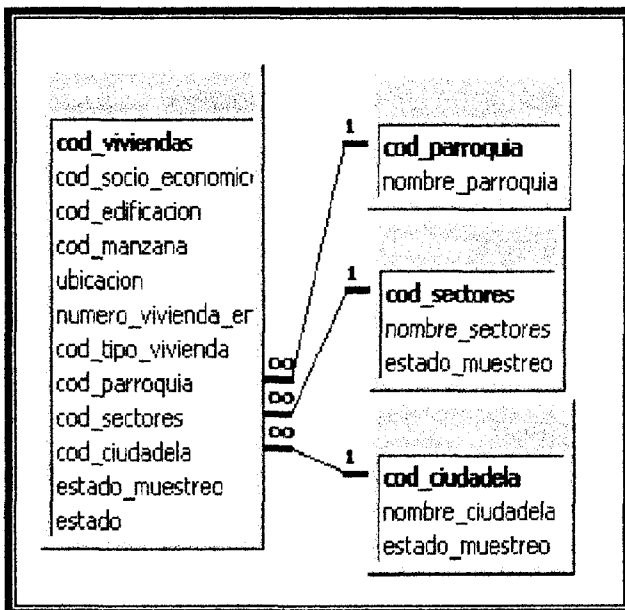 cod_viviendas
cod_socio_economico
cod_edificacion
cod_manzana
ubicacion
numero_vivienda_er
cod_tipo_vivienda
cod_parroquia
cod_sectores
cod_ciudadela
estado_muestreo
estado
∞
∞
∞
1
cod_parroquia
nombre_parroquia
1
cod_sectores
nombre_sectores
estado_muestreo
1
cod_ciudadela
nombre_ciudadela
estado_muestreo